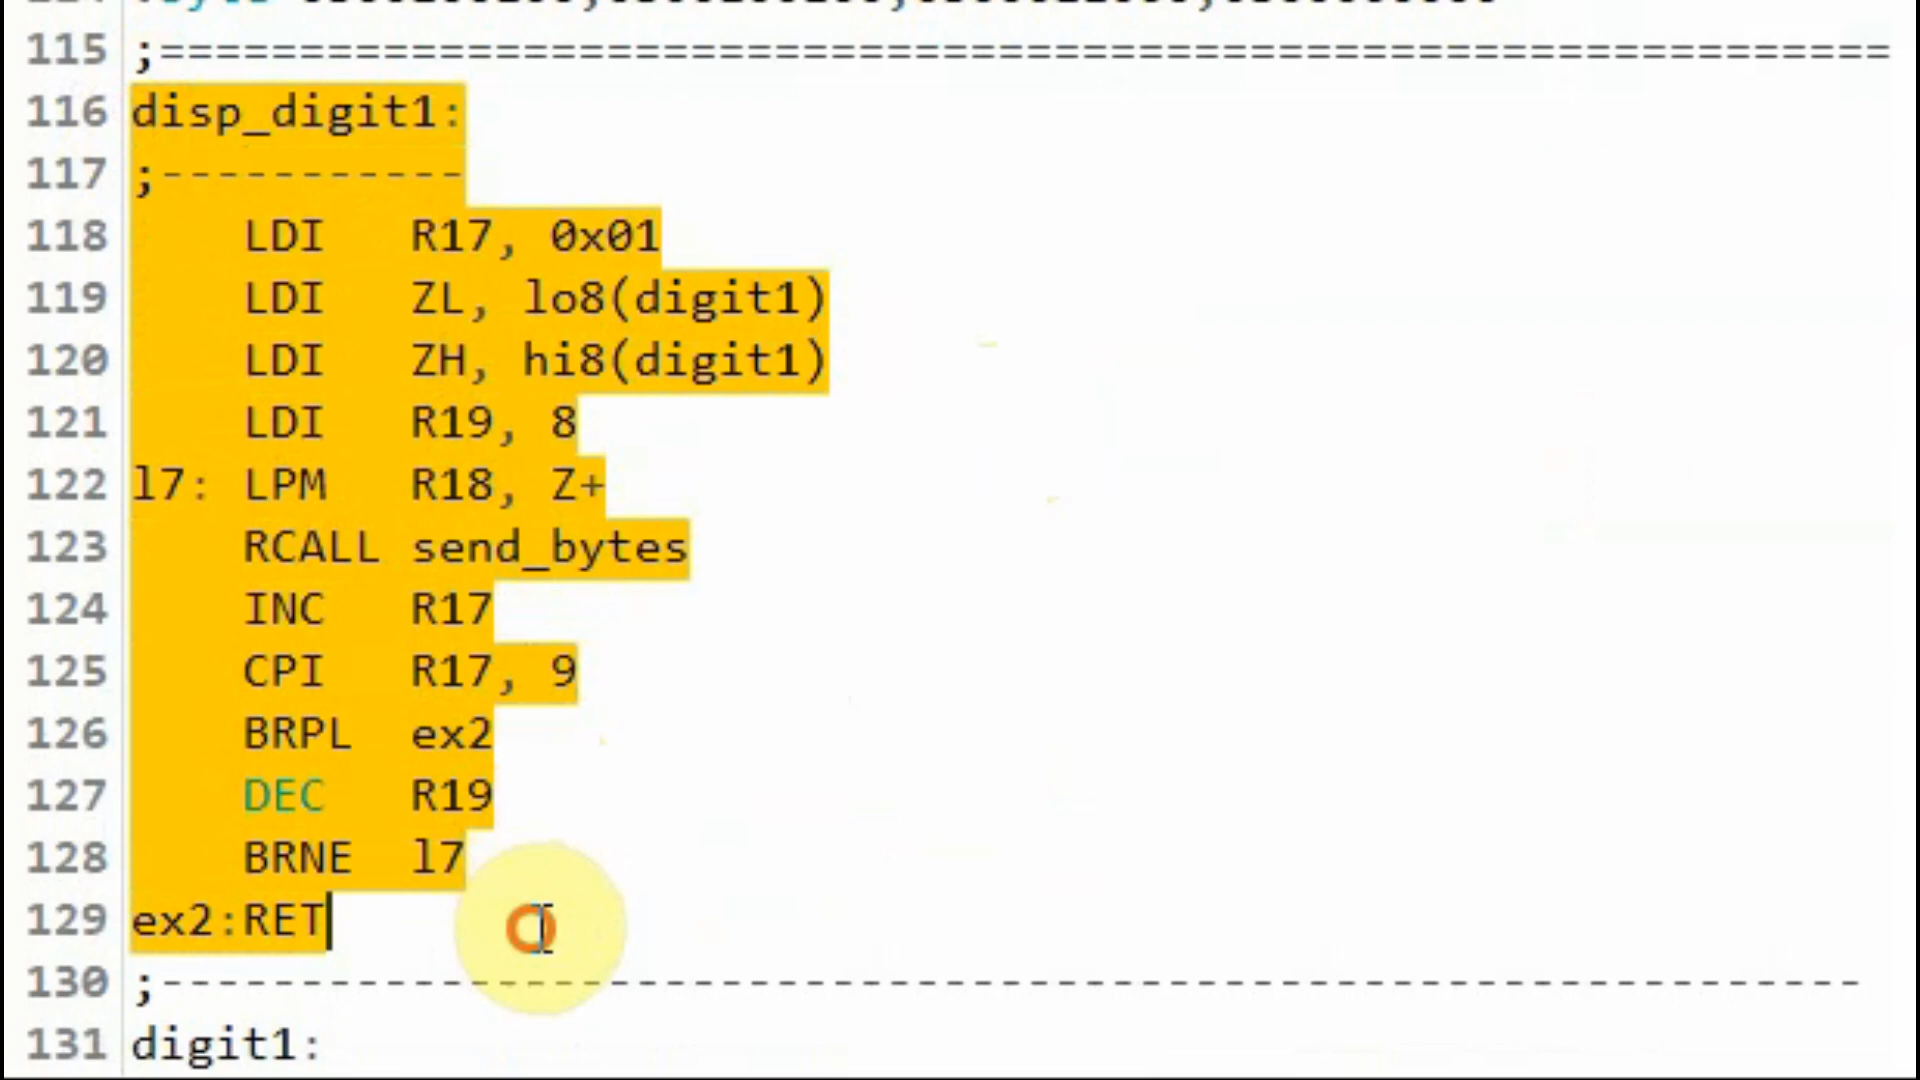 115 ;==============================================================
116 disp_digit1:
117 ;-----------
118 LDI R17, 0x01
119 LDI ZL, lo8(digit1)
120 LDI ZH, hi8(digit1)
121 LDI R19, 8
122 l7: LPM R18, Z+
123 RCALL send_bytes
124 INC R17
125 CPI R17, 9
126 BRPL ex2
127 DEC R19
128 BRNE l7
129 ex2:RET
130 ;-------------------------------------------------------------
131 digit1: